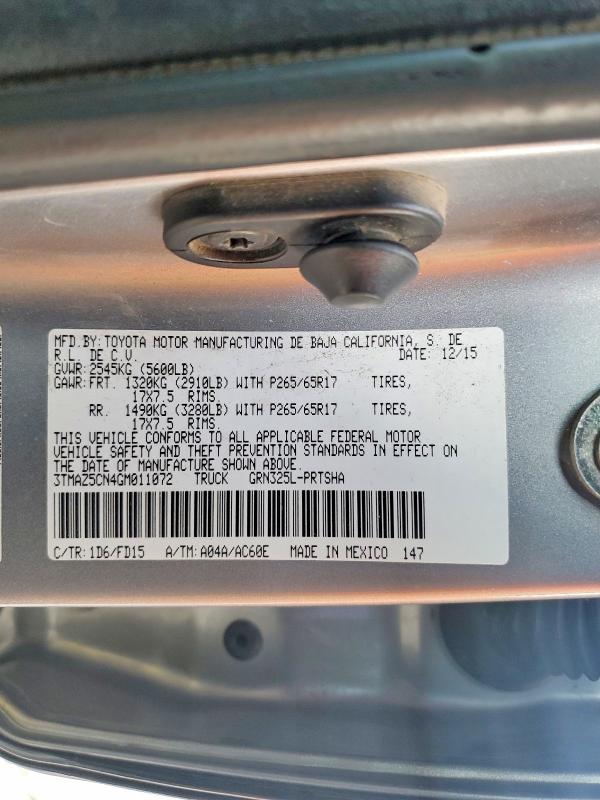 MFD.BY:TOYOTA MOTOR MANUFACTURING DE BAJA CALIFORNIA, S. DE
R.L. DE C.V. DATE: 12/15
GVWR:2545KG (5600LB)
GAWR:FRT. 1320KG (2910LB) WITH P265/65R17 TIRES,
17X7.5 RIMS.
RR. 1490KG (3280LB) WITH P265/65R17 TIRES,
17X7.5 RIMS.
THIS VEHICLE CONFORMS TO ALL APPLICABLE FEDERAL MOTOR
VEHICLE SAFETY AND THEFT PREVENTION STANDARDS IN EFFECT ON
THE DATE OF MANUFACTURE SHOWN ABOVE.
3TMAZ5CN4GM011072 TRUCK GRN325L-PRTSHA
C/TR:1D6/FD15 A/TM:A04A/AC60E MADE IN MEXICO 147